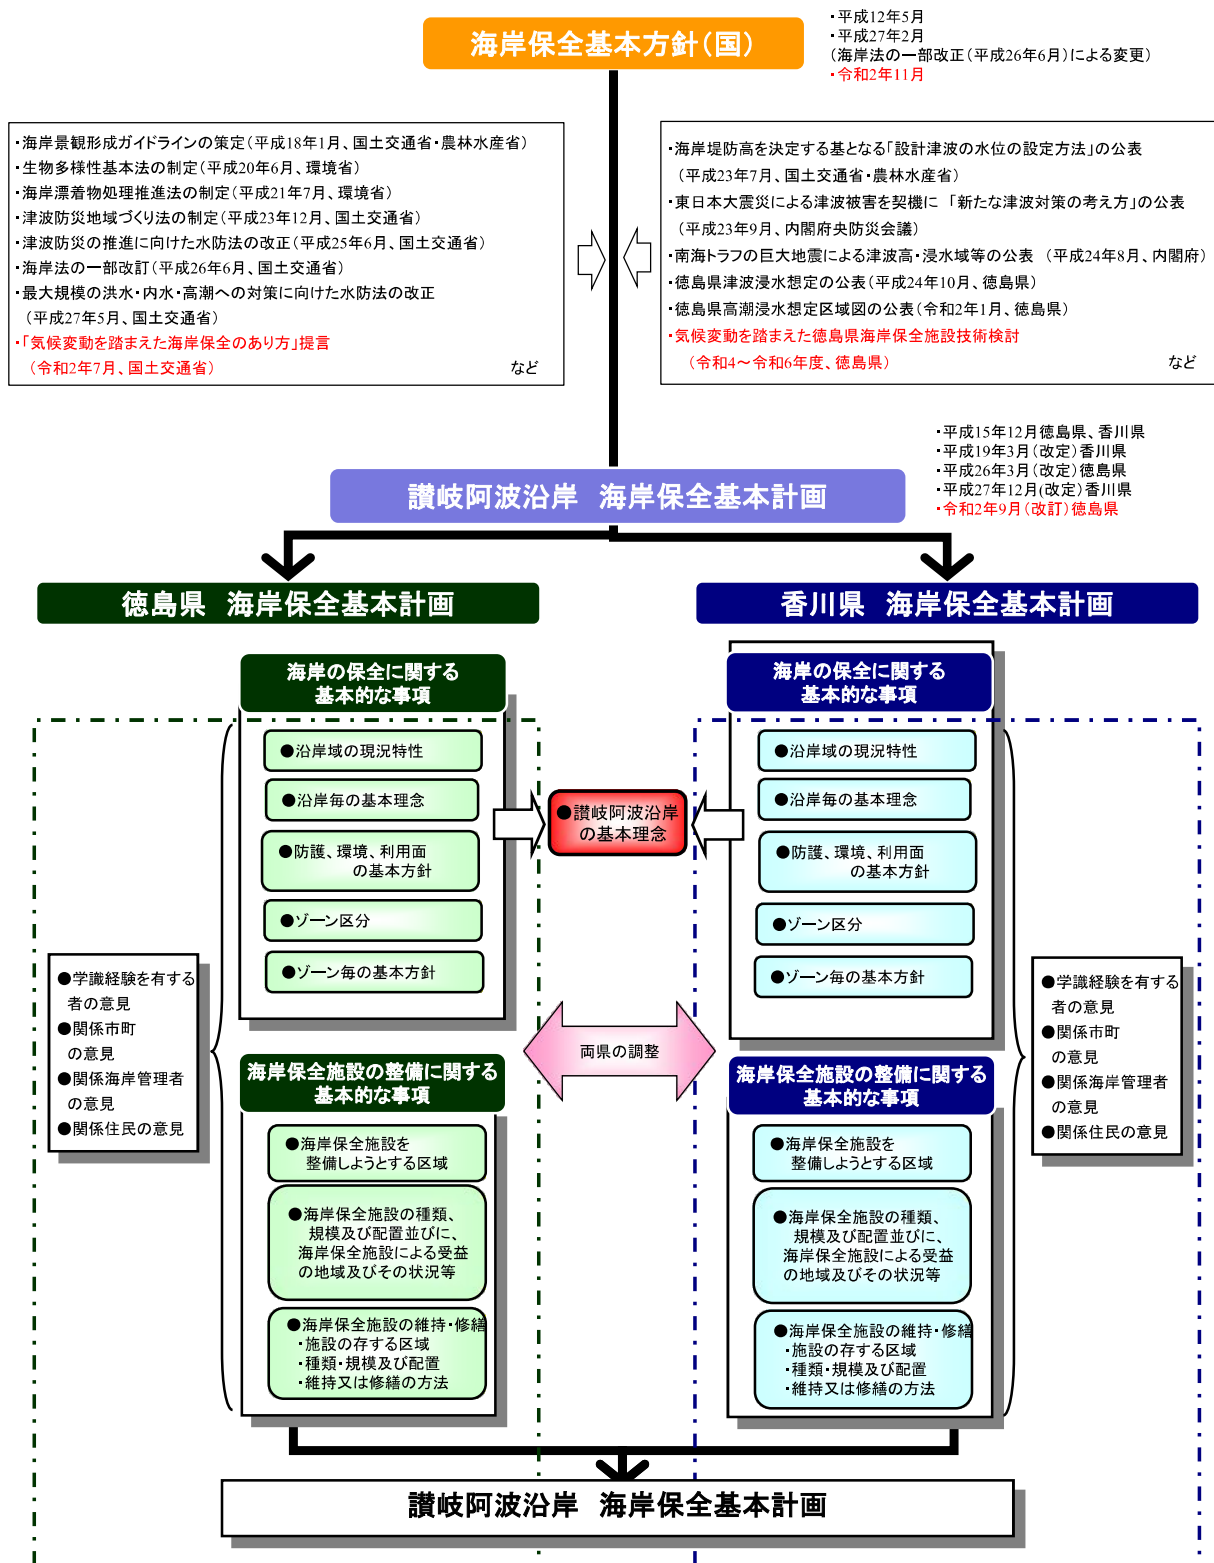 海岸保全基本方針(国)
・平成12年5月
・平成27年2月
(海岸法の一部改正(平成26年6月)による変更)
・令和2年11月
・海岸景観形成ガイドラインの策定(平成18年1月、国土交通省・農林水産省)
・生物多様性基本法の制定(平成20年6月、環境省)
・海岸漂着物処理推進法の制定(平成21年7月、環境省)
・津波防災地域づくり法の制定(平成23年12月、国土交通省)
・津波防災の推進に向けた水防法の改正(平成25年6月、国土交通省)
・海岸法の一部改訂(平成26年6月、国土交通省)
・最大規模の洪水・内水・高潮への対策に向けた水防法の改正
(平成27年5月、国土交通省)
・「気候変動を踏まえた海岸保全のあり方」提言
(令和2年7月、国土交通省)
など
・海岸堤防高を決定する基となる「設計津波の水位の設定方法」の公表
(平成23年7月、国土交通省・農林水産省)
・東日本大震災による津波被害を契機に 「新たな津波対策の考え方」の公表
(平成23年9月、内閣府央防災会議)
・南海トラフの巨大地震による津波高・浸水域等の公表 (平成24年8月、内閣府)
・徳島県津波浸水想定の公表(平成24年10月、徳島県)
・徳島県高潮浸水想定区域図の公表(令和2年1月、徳島県)
・気候変動を踏まえた徳島県海岸保全施設技術検討
(令和4~令和6年度、徳島県)
など
・平成15年12月徳島県、香川県
・平成19年3月(改定)香川県
・平成26年3月(改定)徳島県
・平成27年12月(改定)香川県
・令和2年9月(改訂)徳島県
讃岐阿波沿岸 海岸保全基本計画
徳島県 海岸保全基本計画
香川県 海岸保全基本計画
海岸の保全に関する
基本的な事項
●沿岸域の現況特性
●沿岸毎の基本理念
●防護、環境、利用面
の基本方針
●ゾーン区分
●ゾーン毎の基本方針
海岸の保全に関する
基本的な事項
●沿岸域の現況特性
●沿岸毎の基本理念
●防護、環境、利用面
の基本方針
●ゾーン区分
●ゾーン毎の基本方針
●讃岐阿波沿岸
の基本理念
●学識経験を有する
者の意見
●関係市町
の意見
●関係海岸管理者
の意見
●関係住民の意見
両県の調整
●学識経験を有する
者の意見
●関係市町
の意見
●関係海岸管理者
の意見
●関係住民の意見
海岸保全施設の整備に関する
基本的な事項
●海岸保全施設を
整備しようとする区域
●海岸保全施設の種類、
規模及び配置並びに、
海岸保全施設による受益
の地域及びその状況等
●海岸保全施設の維持・修繕
・施設の存する区域
・種類・規模及び配置
・維持又は修繕の方法
海岸保全施設の整備に関する
基本的な事項
●海岸保全施設を
整備しようとする区域
●海岸保全施設の種類、
規模及び配置並びに、
海岸保全施設による受益
の地域及びその状況等
●海岸保全施設の維持・修繕
・施設の存する区域
・種類・規模及び配置
・維持又は修繕の方法
讃岐阿波沿岸 海岸保全基本計画